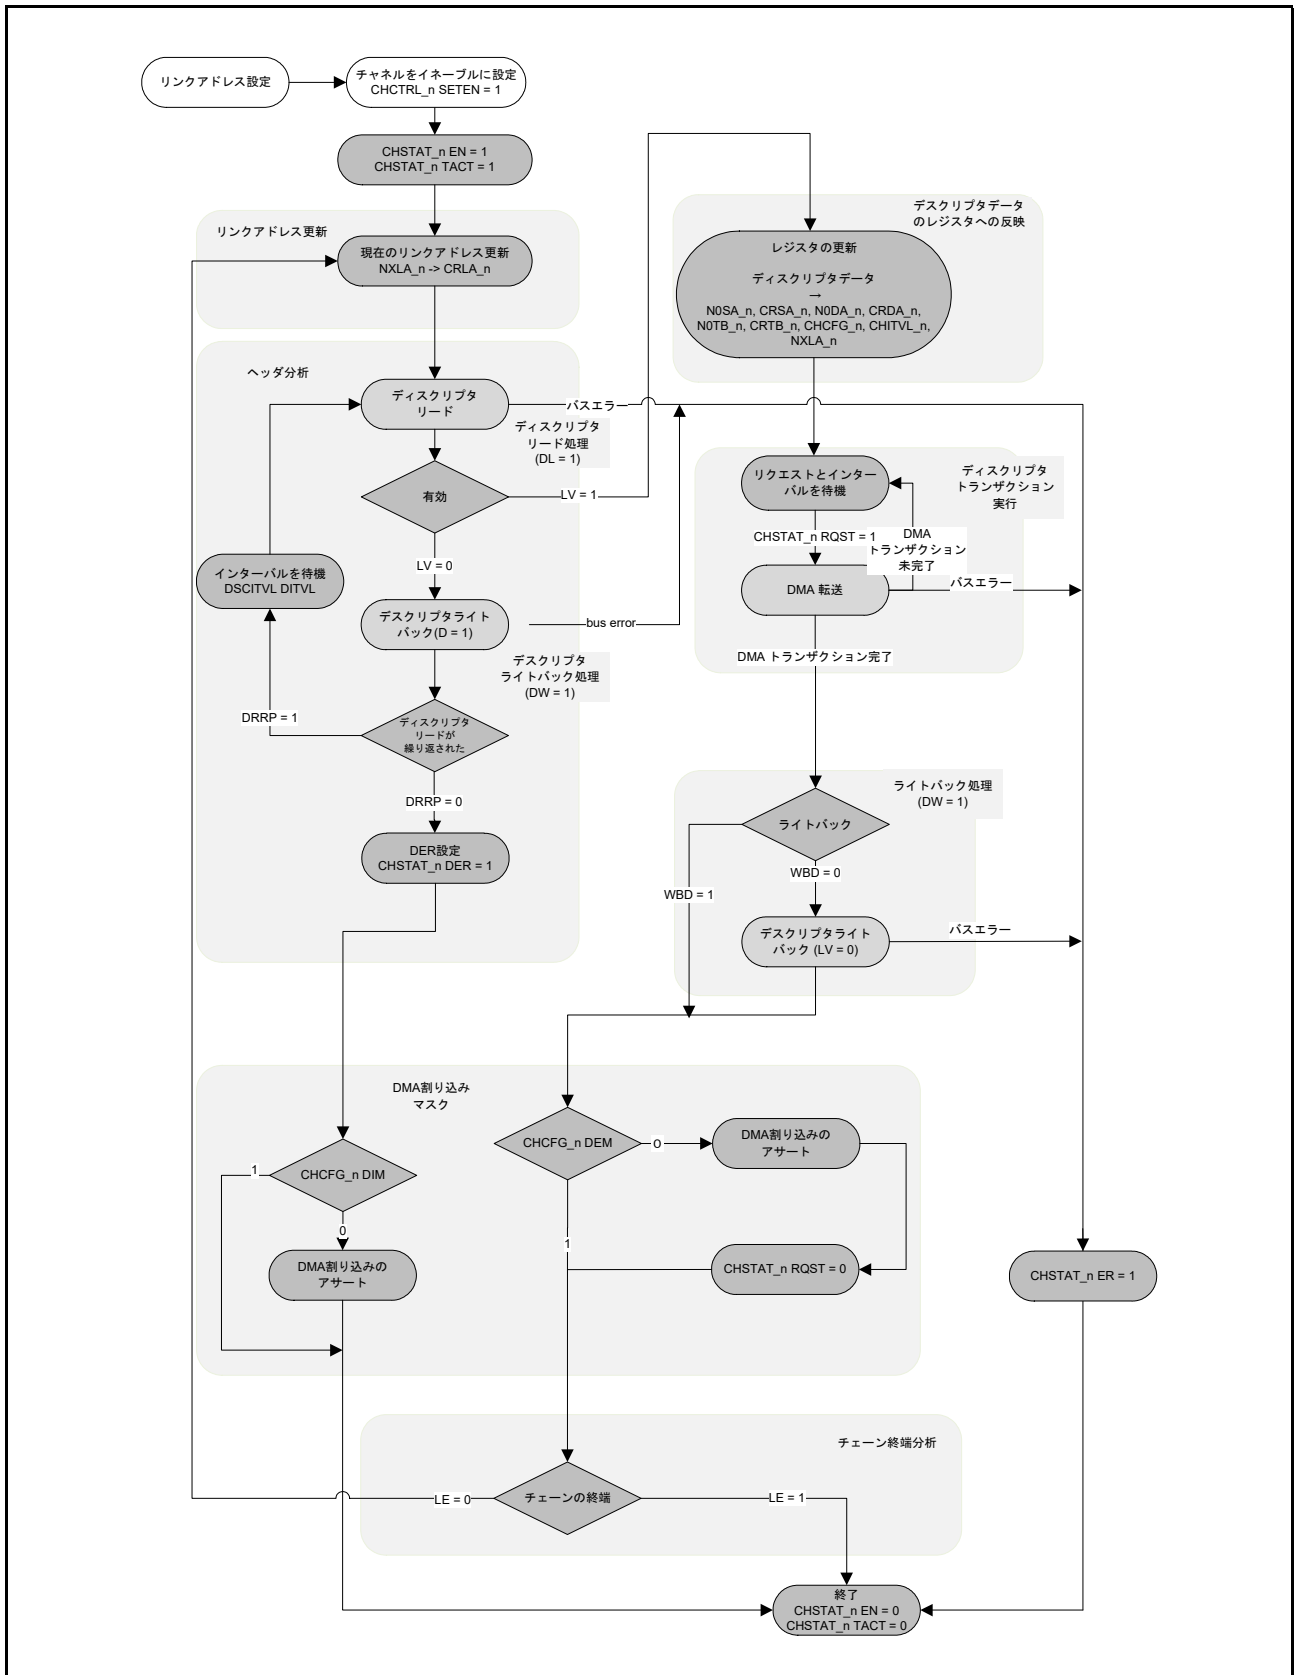 リンクアドレス設定
チャネルをイネーブルに設定
CHCTRL_n SETEN = 1
CHSTAT_n EN = 1
CHSTAT_n TACT = 1
リンクアドレス更新
現在のリンクアドレス更新
NXLA_n -> CRLA_n
デスクリプタデータ
のレジスタへの反映
レジスタの更新
ディスクリプタデータ
→
N0SA_n, CRSA_n, N0DA_n, CRDA_n,
N0TB_n, CRTB_n, CHCFG_n, CHITVL_n,
NXLA_n
ヘッダ分析
ディスクリプタ
リード
バスエラー
ディスクリプタ
リード処理
(DL = 1)
有効
LV = 1
LV = 0
インターバルを待機
DSCITVL DITVL
デスクリプタライト
バック(D = 1)
bus error
デスクリプタ
ライトバック処理
(DW = 1)
DRRP = 1
ディスクリプタ
リードが
繰り返された
DRRP = 0
DER設定
CHSTAT_n DER = 1
リクエストとインター
バルを待機
ディスクリプタ
トランザクション
実行
CHSTAT_n RQST = 1
DMA
トランザクション
未完了
DMA 転送
バスエラー
DMA トランザクション完了
ライトバック処理
(DW = 1)
ライトバック
WBD = 0
WBD = 1
デスクリプタライト
バック (LV = 0)
バスエラー
DMA割り込み
マスク
CHCFG_n DEM
0
DMA割り込みの
アサート
1
CHCFG_n DIM
1
0
DMA割り込みの
アサート
CHSTAT_n RQST = 0
CHSTAT_n ER = 1
チェーン終端分析
チェーンの終端
LE = 0
LE = 1
終了
CHSTAT_n EN = 0
CHSTAT_n TACT = 0